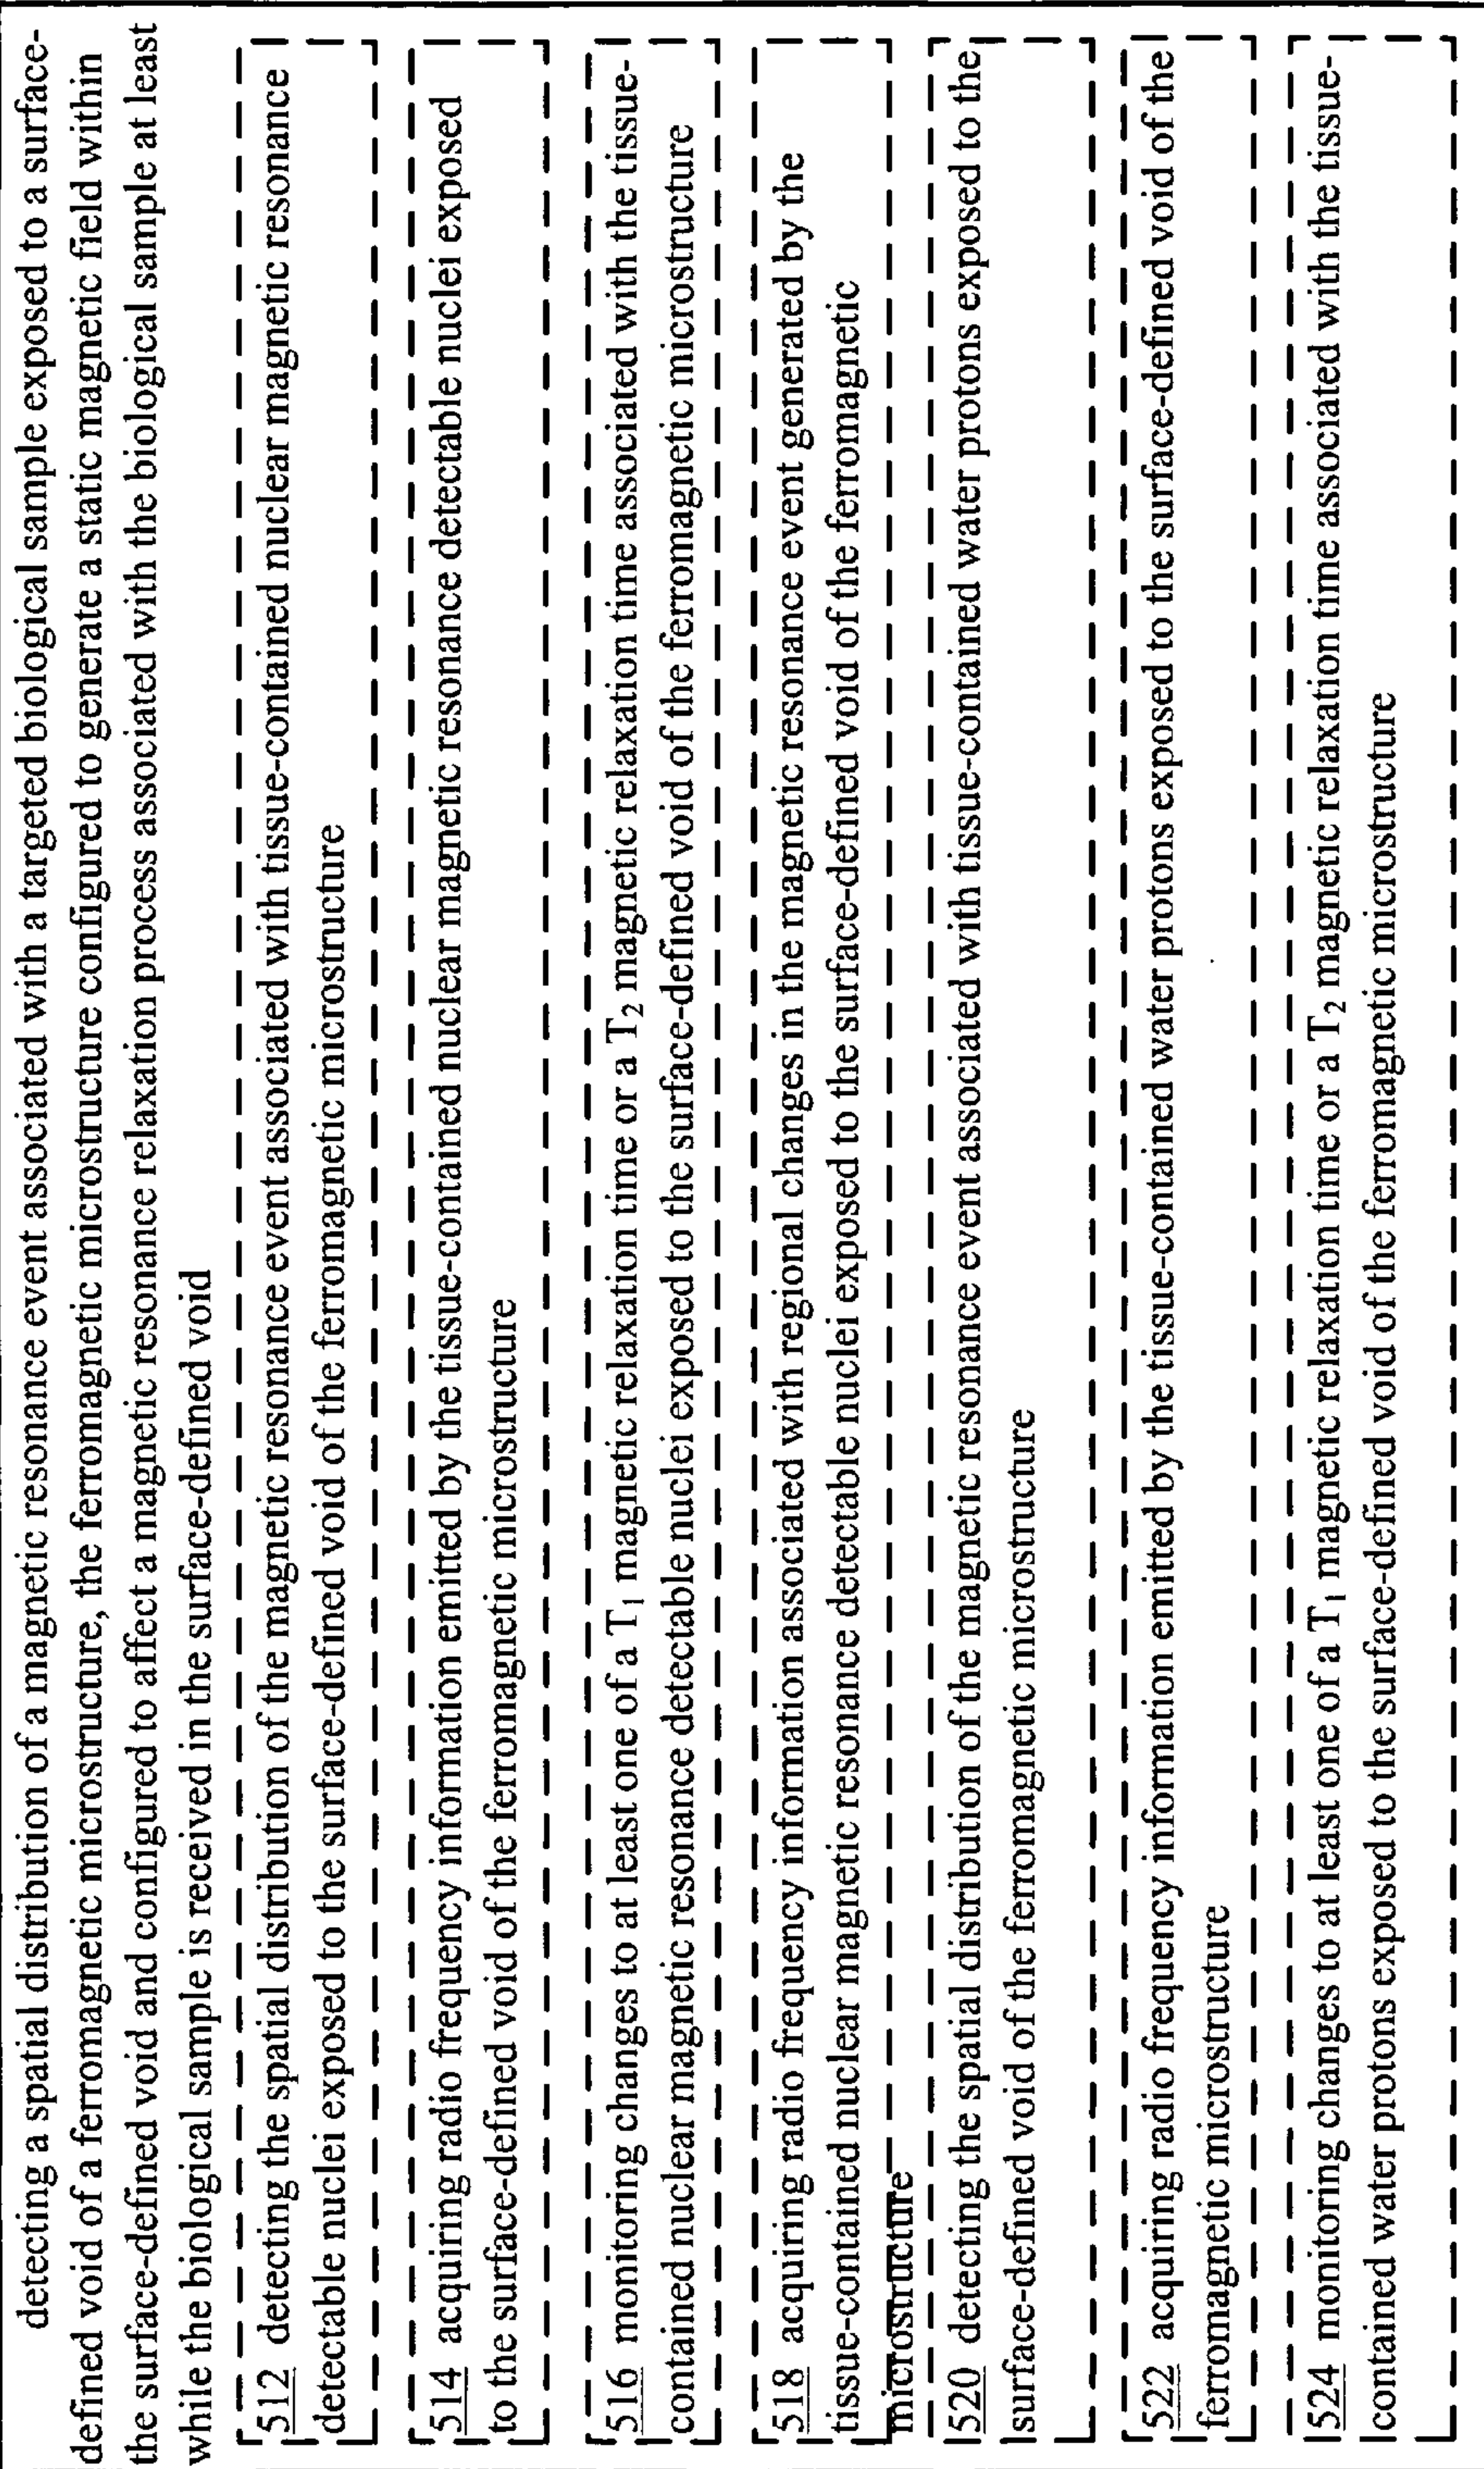 detecting a spatial distribution of a magnetic resonance event associated with a targeted biological sample exposed to a surface-
defined void of a ferromagnetic microstructure, the ferromagnetic microstructure configured to generate a static magnetic field within
the surface-defined void and configured to affect a magnetic resonance relaxation process associated with the biological sample at least
while the biological sample is received in the surface-defined void
512 detecting the spatial distribution of the magnetic resonance event associated with tissue-contained nuclear magnetic resonance
detectable nuclei exposed to the surface-defined void of the ferromagnetic microstructure
514 acquiring radio frequency information emitted by the tissue-contained nuclear magnetic resonance detectable nuclei exposed
to the surface-defined void of the ferromagnetic microstructure
516 monitoring changes to at least one of a T1 magnetic relaxation time or a T2 magnetic relaxation time associated with the tissue-
contained nuclear magnetic resonance detectable nuclei exposed to the surface-defined void of the ferromagnetic microstructure
518 acquiring radio frequency information associated with regional changes in the magnetic resonance event generated by the
tissue-contained nuclear magnetic resonance detectable nuclei exposed to the surface-defined void of the ferromagnetic
microstructure
520 detecting the spatial distribution of the magnetic resonance event associated with tissue-contained water protons exposed to the
surface-defined void of the ferromagnetic microstructure
522 acquiring radio frequency information emitted by the tissue-contained water protons exposed to the surface-defined void of the
ferromagnetic microstructure
524 monitoring changes to at least one of a T1 magnetic relaxation time or a T2 magnetic relaxation time associated with the tissue-
contained water protons exposed to the surface-defined void of the ferromagnetic microstructure